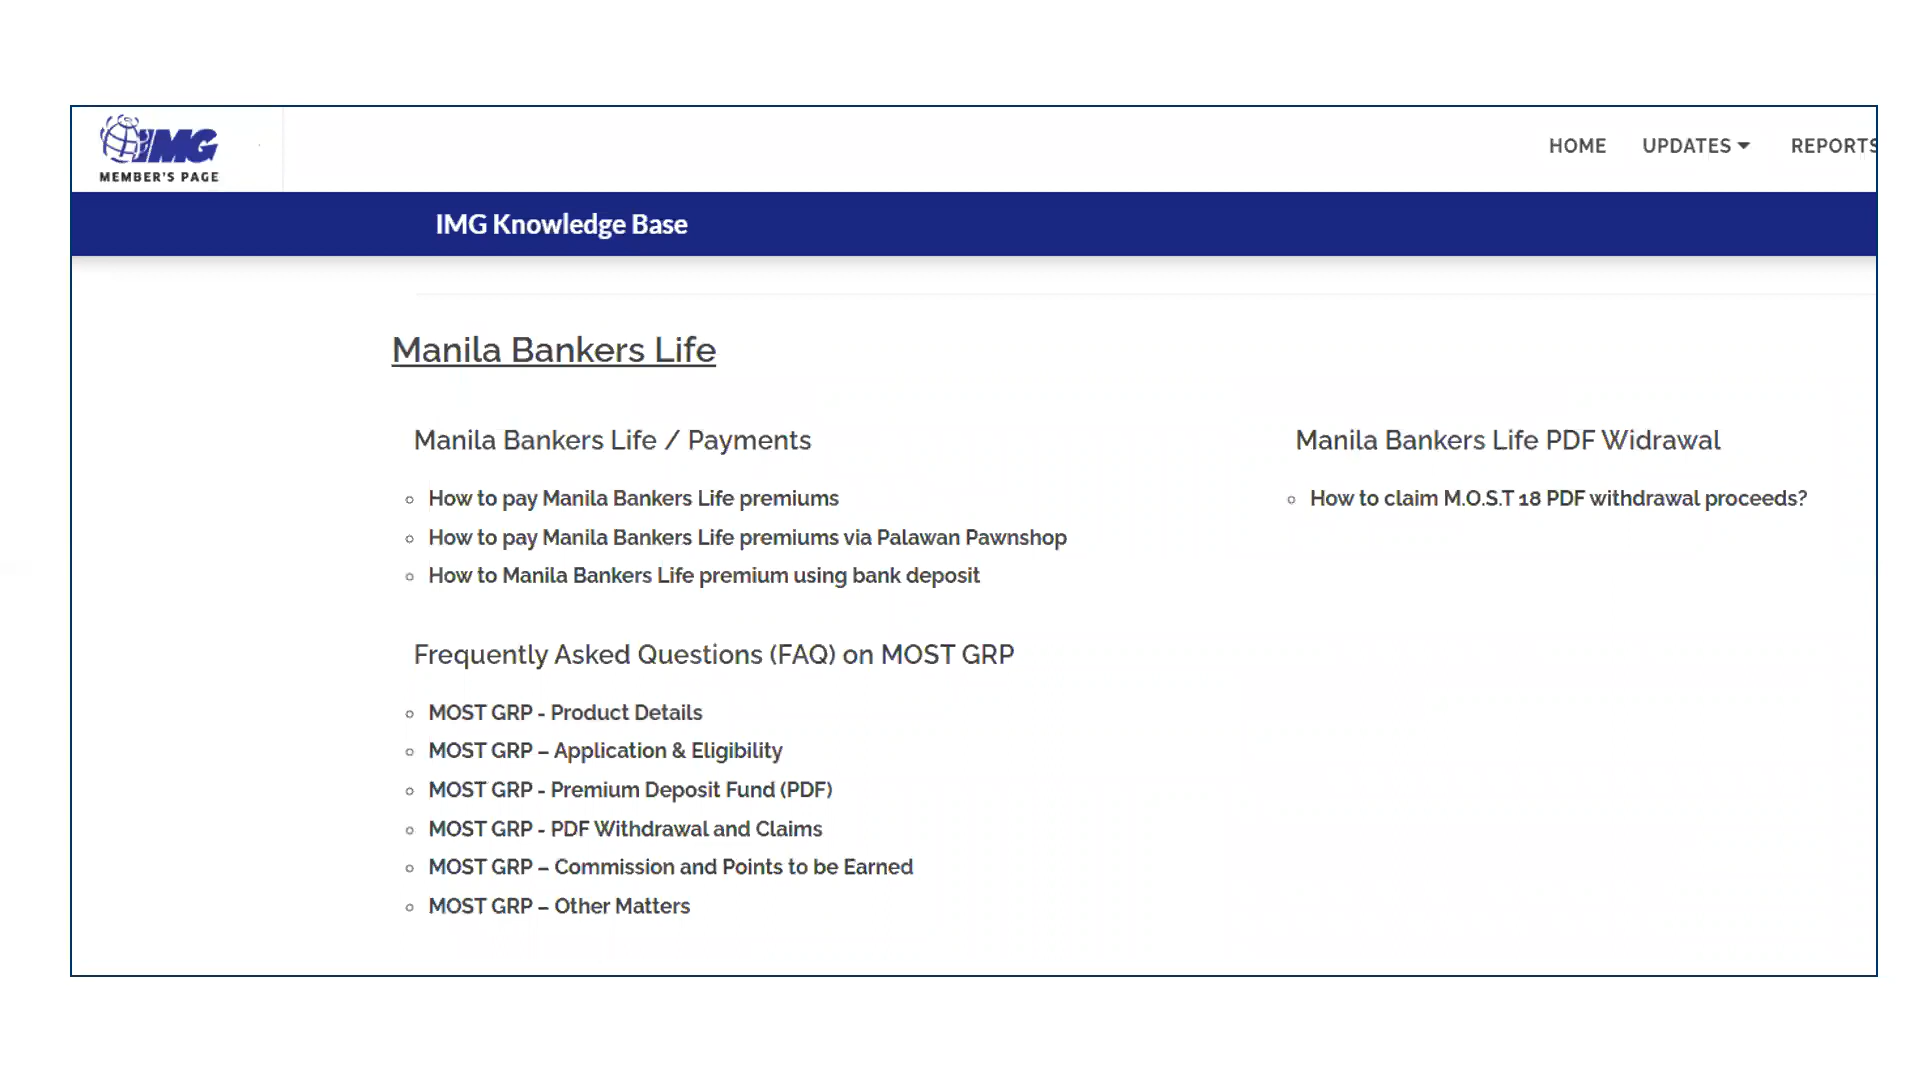 IMG
MEMBER'S PAGE
HOME UPDATES REPORTS
IMG Knowledge Base
Manila Bankers Life
Manila Bankers Life / Payments
How to pay Manila Bankers Life premiums
How to pay Manila Bankers Life premiums via Palawan Pawnshop
How to Manila Bankers Life premium using bank deposit
Manila Bankers Life PDF Widrawal
How to claim M.O.S.T 18 PDF withdrawal proceeds?
Frequently Asked Questions (FAQ) on MOST GRP
MOST GRP - Product Details
MOST GRP – Application & Eligibility
MOST GRP - Premium Deposit Fund (PDF)
MOST GRP - PDF Withdrawal and Claims
MOST GRP – Commission and Points to be Earned
MOST GRP – Other Matters